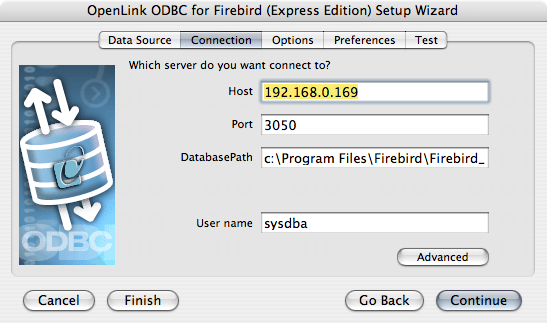 OpenLink ODBC for Firebird (Express Edition) Setup Wizard
Data Source Connection Options Preferences Test
Which server do you want connect to?
Host 192.168.0.169
Port 3050
DatabasePath c:\Program Files\Firebird\Firebird_
User name sysdba
Advanced
ODBC
Cancel Finish Go Back Continue